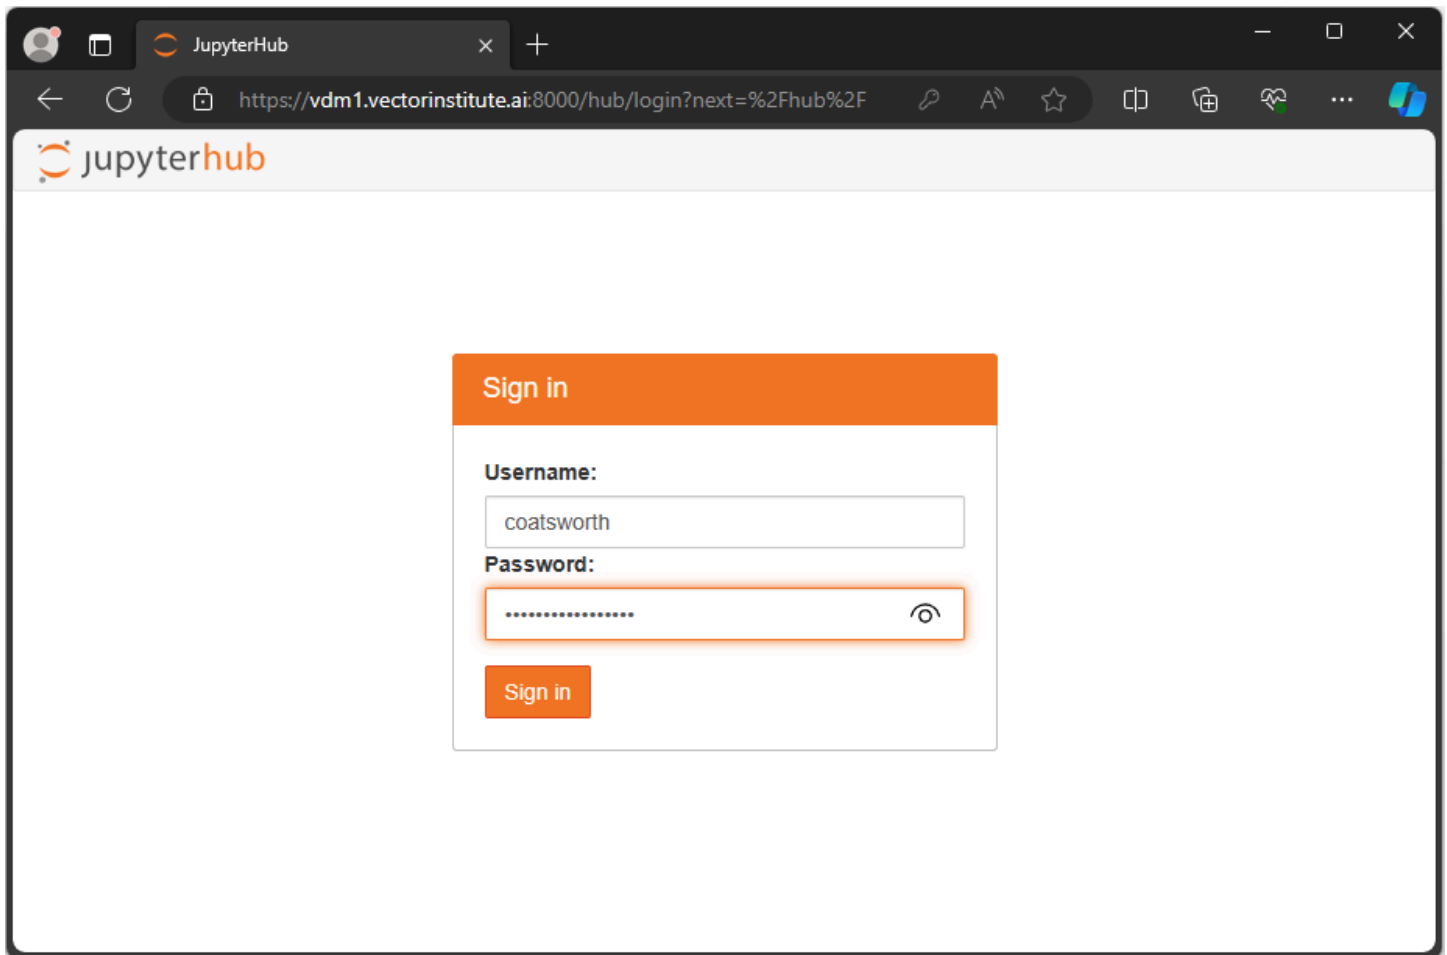 JupyterHub
https://vdm1.vectorinstitute.ai:8000/hub/login?next=%2Fhub%2F
jupyterhub
Sign in
Username:
coatsworth
Password:
•••••••••••••••••
Sign in